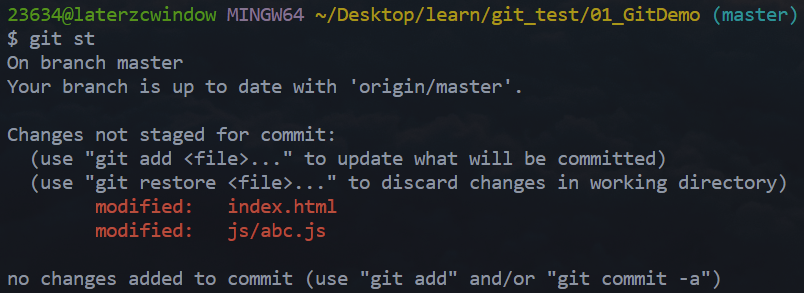 23634@laterzcwindow MINGW64 ~/Desktop/learn/git_test/01_GitDemo (master)
$ git st
On branch master
Your branch is up to date with 'origin/master'.

Changes not staged for commit:
  (use "git add <file>..." to update what will be committed)
  (use "git restore <file>..." to discard changes in working directory)
        modified:   index.html
        modified:   js/abc.js

no changes added to commit (use "git add" and/or "git commit -a")